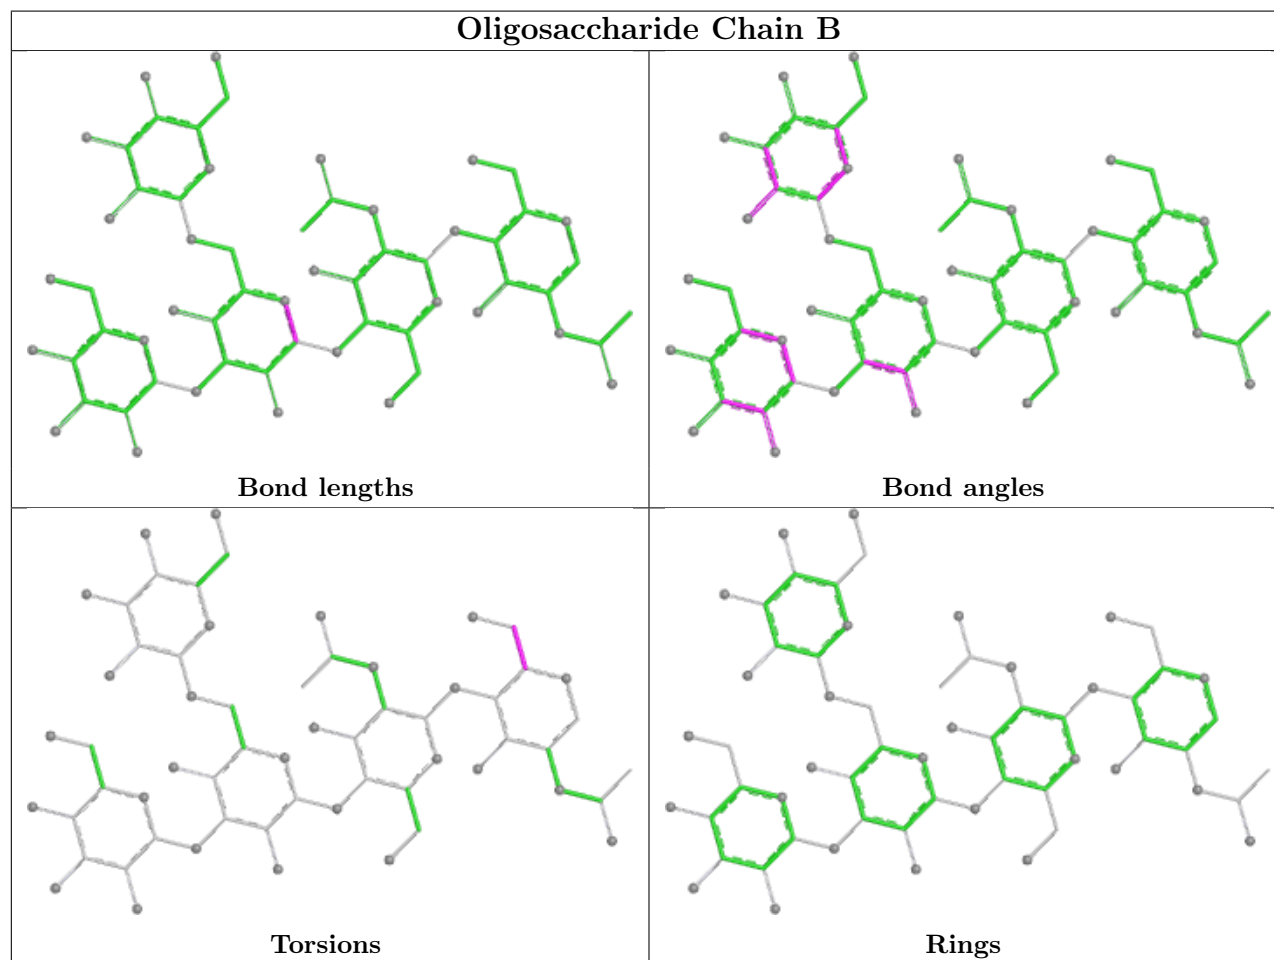 Oligosaccharide Chain B
Bond lengths
Bond angles
Torsions
Rings